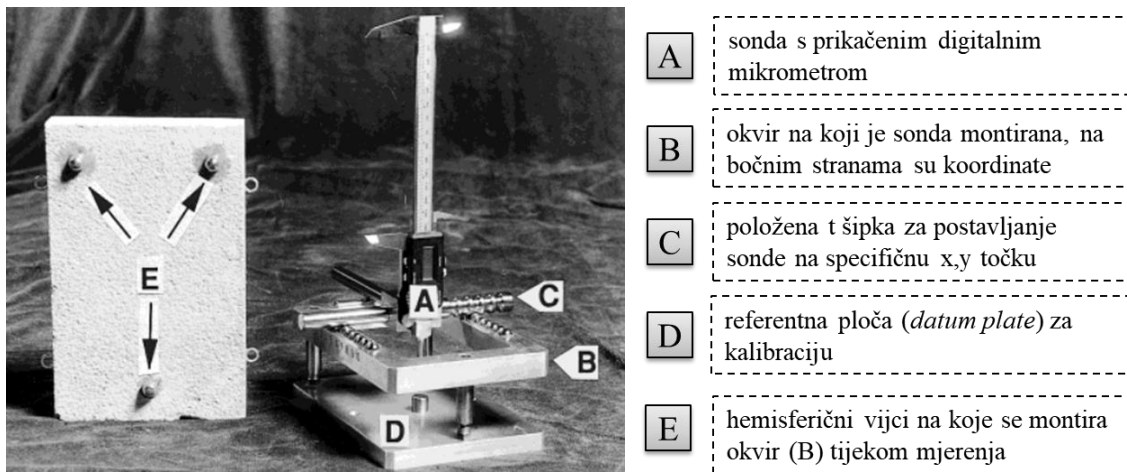 A
sonda s prikačenim digitalnim
mikrometrom
B
okvir na koji je sonda montirana, na
bočnim stranama su koordinate
C
položena t šipka za postavljanje
sonde na specifičnu x,y točku
D
referentna ploča (datum plate) za
kalibraciju
E
hemisferični vijci na koje se montira
okvir (B) tijekom mjerenja
E
A
C
B
D